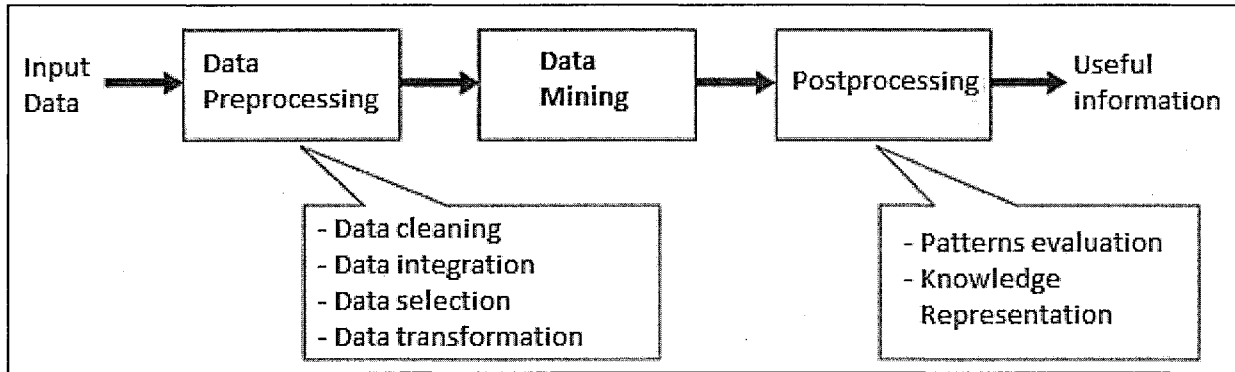 Input
Data
Data
Preprocessing
Data
Mining
Postprocessing
Useful
information
- Data cleaning
- Data integration
- Data selection
- Data transformation
- Patterns evaluation
- Knowledge
Representation